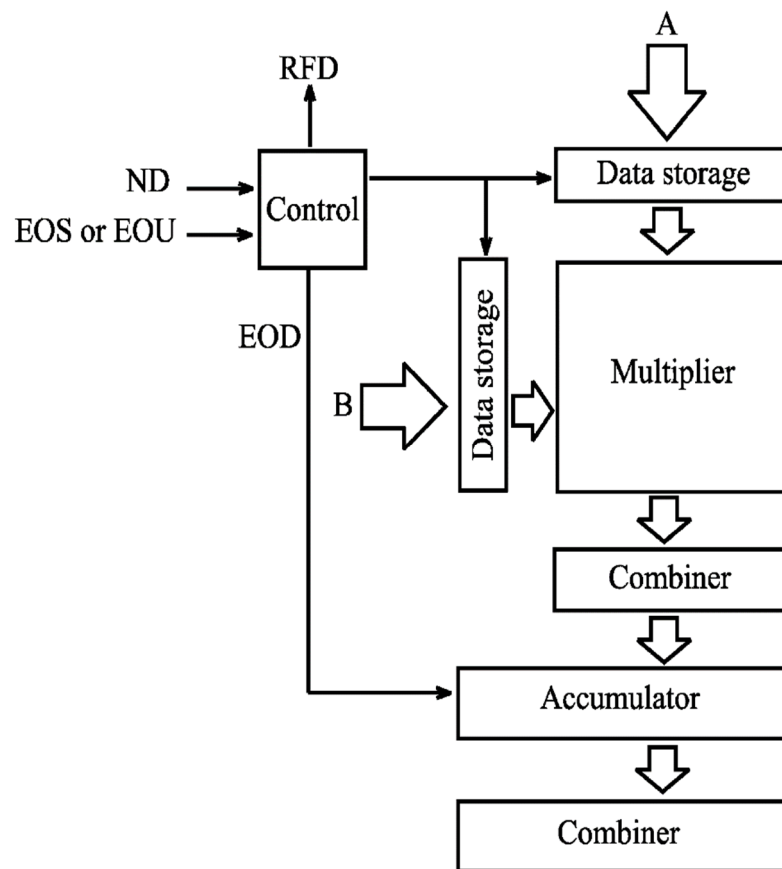 A
RFD
ND
Control
Data storage
EOS or EOU
EOD
B
Data storage
Multiplier
Combiner
Accumulator
Combiner